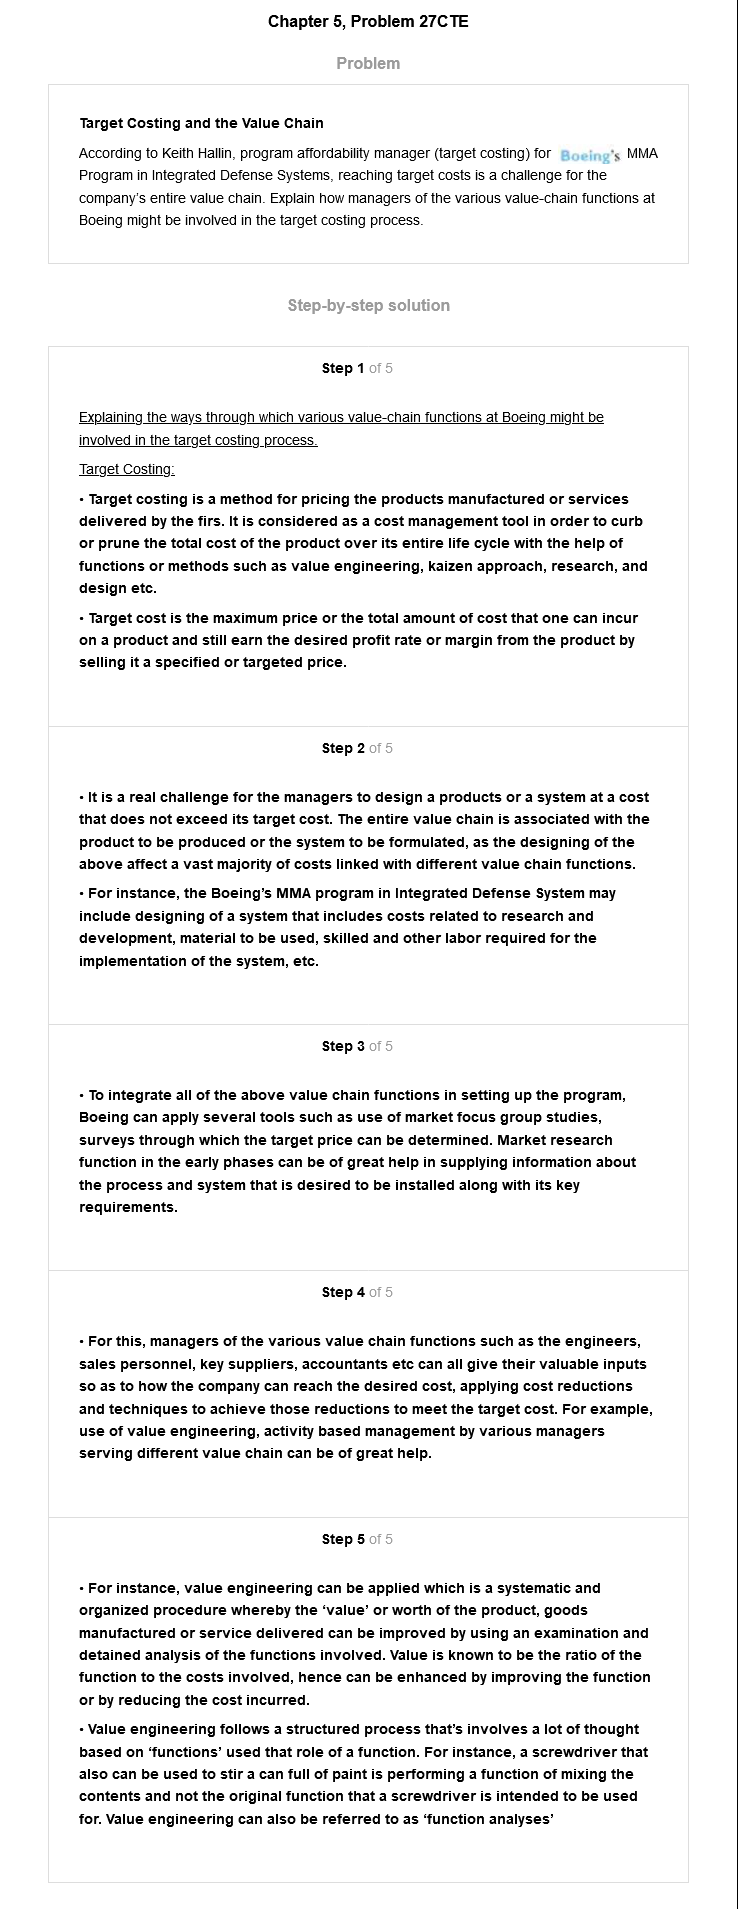 Chapter 5, Problem 27CTE
Problem
Target Costing and the Value Chain
According to Keith Hallin, program affordability manager (target costing) for Boeing's MMA
Program in Integrated Defense Systems, reaching target costs is a challenge for the
company's entire value chain. Explain how managers of the various value-chain functions at
Boeing might be involved in the target costing process.
Step-by-step solution
Step 1 of 5
Explaining the ways through which various value-chain functions at Boeing might be
involved in the target costing process.
Target Costing:
• Target costing is a method for pricing the products manufactured or services
delivered by the firs. It is considered as a cost management tool in order to curb
or prune the total cost of the product over its entire life cycle with the help of
functions or methods such as value engineering, kaizen approach, research, and
design etc.
• Target cost is the maximum price or the total amount of cost that one can incur
on a product and still earn the desired profit rate or margin from the product by
selling it a specified or targeted price.
Step 2 of 5
• It is a real challenge for the managers to design a products or a system at a cost
that does not exceed its target cost. The entire value chain is associated with the
product to be produced or the system to be formulated, as the designing of the
above affect a vast majority of costs linked with different value chain functions.
• For instance, the Boeing's MMA program in Integrated Defense System may
include designing of a system that includes costs related to research and
development, material to be used, skilled and other labor required for the
implementation of the system, etc.
Step 3 of 5
• To integrate all of the above value chain functions in setting up the program,
Boeing can apply several tools such as use of market focus group studies,
surveys through which the target price can be determined. Market research
function in the early phases can be of great help in supplying information about
the process and system that is desired to be installed along with its key
requirements.
Step 4 of 5
• For this, managers of the various value chain functions such as the engineers,
sales personnel, key suppliers, accountants etc can all give their valuable inputs
so as to how the company can reach the desired cost, applying cost reductions
and techniques to achieve those reductions to meet the target cost. For example,
use of value engineering, activity based management by various managers
serving different value chain can be of great help.
Step 5 of 5
• For instance, value engineering can be applied which is a systematic and
organized procedure whereby the ‘value’ or worth of the product, goods
manufactured or service delivered can be improved by using an examination and
detained analysis of the functions involved. Value is known to be the ratio of the
function to the costs involved, hence can be enhanced by improving the function
or by reducing the cost incurred.
• Value engineering follows a structured process that's involves a lot of thought
based on ‘functions’ used that role of a function. For instance, a screwdriver that
also can be used to stir a can full of paint is performing a function of mixing the
contents and not the original function that a screwdriver is intended to be used
for. Value engineering can also be referred to as ‘function analyses’